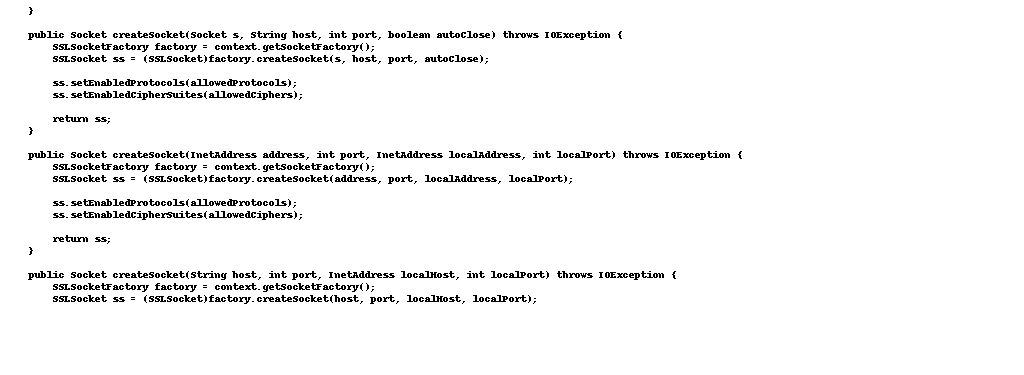 }
public Socket createSocket(Socket s, String host, int port, boolean autoClose) throws IOException {
SSLSocketFactory factory = context.getSocketFactory();
SSLSocket ss = (SSLSocket)factory.createSocket(s, host, port, autoClose);
ss.setEnabledProtocols(allowedProtocols);
ss.setEnabledCipherSuites(allowedCiphers);
return ss;
}
public Socket createSocket(InetAddress address, int port, InetAddress localAddress, int localPort) throws IOException {
SSLSocketFactory factory = context.getSocketFactory();
SSLSocket ss = (SSLSocket)factory.createSocket(address, port, localAddress, localPort);
ss.setEnabledProtocols(allowedProtocols);
ss.setEnabledCipherSuites(allowedCiphers);
return ss;
}
public Socket createSocket(String host, int port, InetAddress localHost, int localPort) throws IOException {
SSLSocketFactory factory = context.getSocketFactory();
SSLSocket ss = (SSLSocket)factory.createSocket(host, port, localHost, localPort);